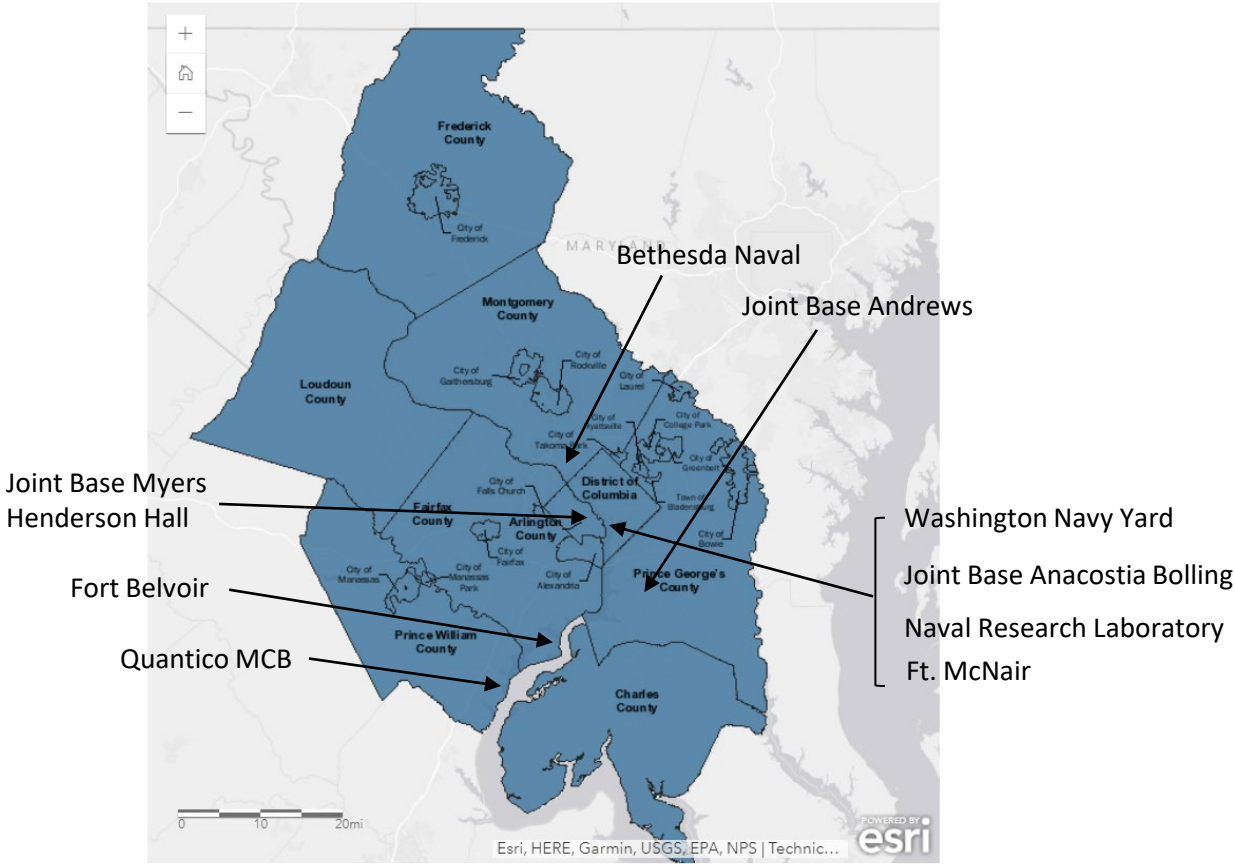 +
−
Frederick
County
City of
Frederick
MARYLAND
Bethesda Naval
Joint Base Andrews
Montgomery
County
City of
Rockville
City of
Gaithersburg
City of
Laurel
Loudoun
County
City of
Hyattsville
City of
College Park
City of
Takoma Park
City of
Greenbelt
District of
Columbia
City of
Falls Church
Town of
Bladensburg
Joint Base Myers
Henderson Hall
Fairfax
County
Arlington
County
City of
Bowie
City of
Fairfax
Washington Navy Yard
Joint Base Anacostia Bolling
Naval Research Laboratory
Ft. McNair
City of
Manassas
City of
Manassas
Park
City of
Alexandria
Prince George's
County
Fort Belvoir
Prince William
County
Quantico MCB
Charles
County
0 10 20mi
POWERED BY
esri
Esri, HERE, Garmin, USGS, EPA, NPS | Technic...